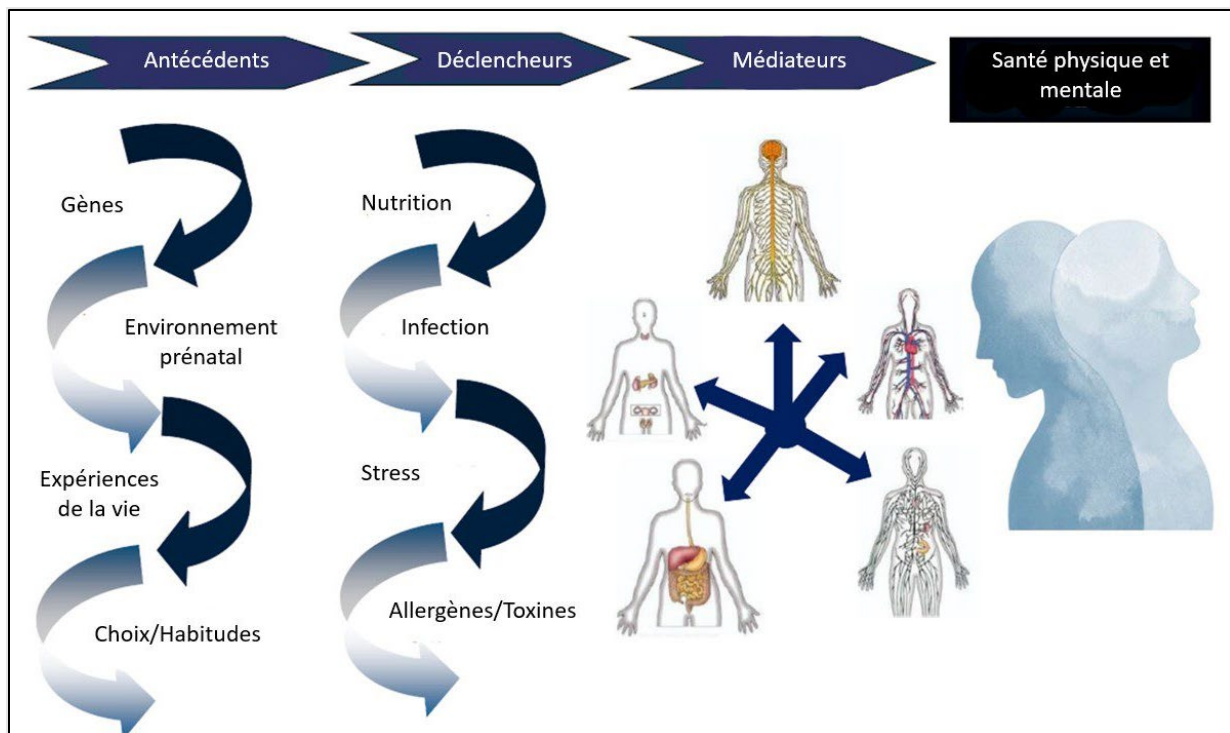 Antécédents
Déclencheurs
Médiateurs
Santé physique et
mentale
Gènes
Environnement
prénatal
Expériences
de la vie
Choix/Habitudes
Nutrition
Infection
Stress
Allergènes/Toxines